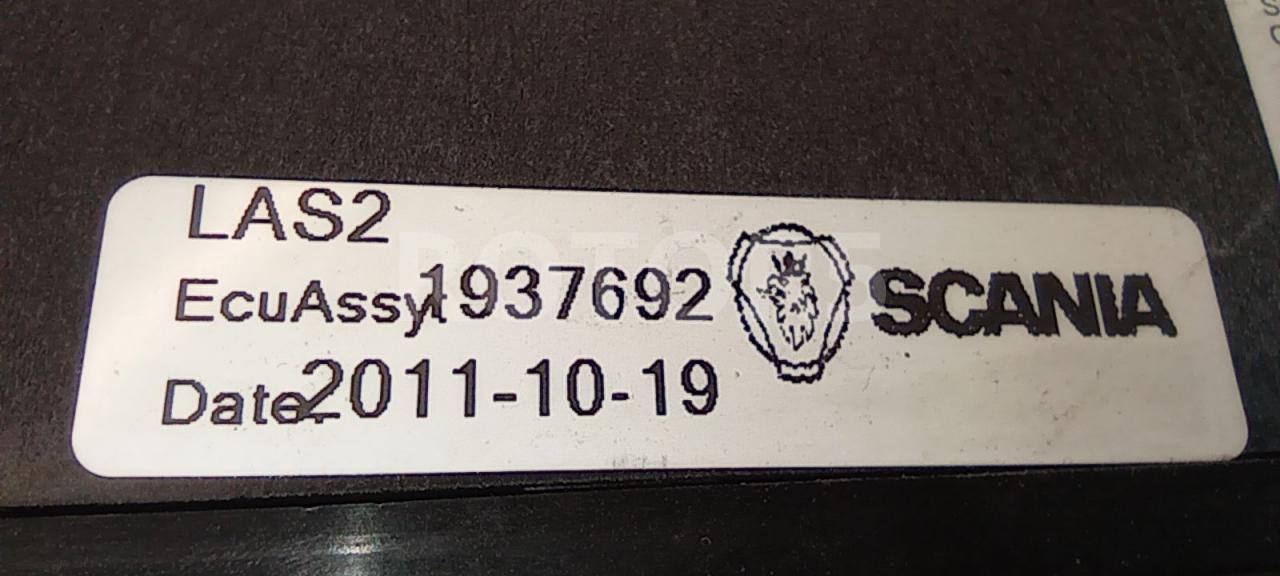 LAS2
EcuAssy: 1937692
SCANIA
Date: 2011-10-19